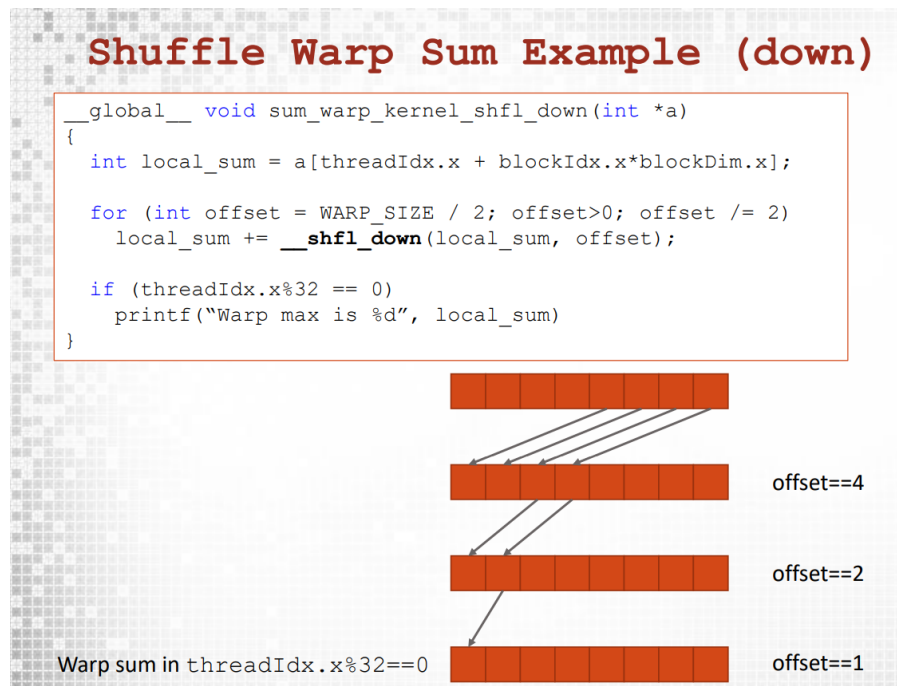 Shuffle Warp Sum Example (down)
__global__ void sum_warp_kernel_shfl_down(int *a)
{
int local_sum = a[threadIdx.x + blockIdx.x*blockDim.x];
for (int offset = WARP_SIZE / 2; offset>0; offset /= 2)
local_sum += __shfl_down(local_sum, offset);
if (threadIdx.x%32 == 0)
printf(“Warp max is %d”, local_sum)
}
offset==4
offset==2
Warp sum in threadIdx.x%32==0
offset==1